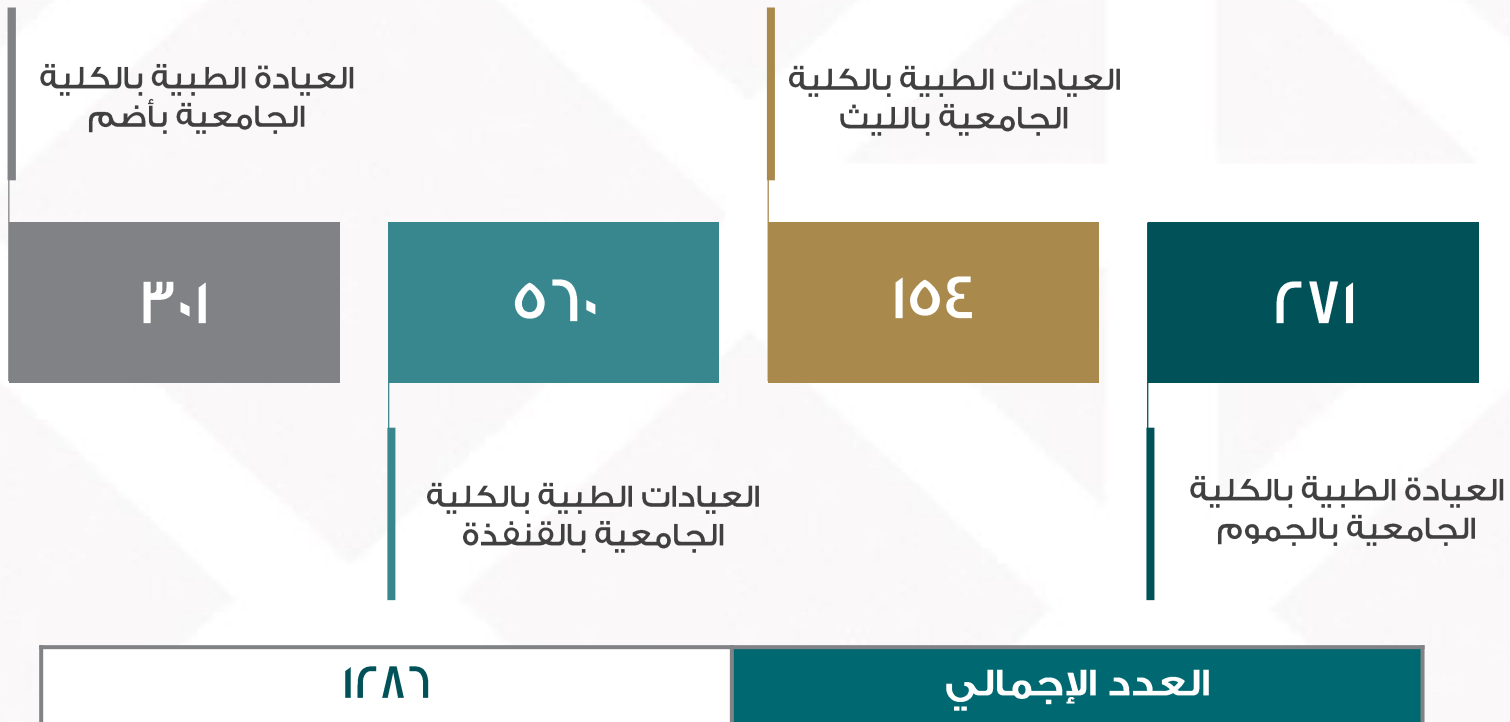 العيادات الطبية بالكلية
الجامعية بالليث
العيادة الطبية بالكلية
الجامعية بأضم
٢٧١
١٥٤
٥٦٠
٣٠١
العيادة الطبية بالكلية
الجامعية بالجموم
العيادات الطبية بالكلية
الجامعية بالقنفذة
العدد الإجمالي
١٢٨٦